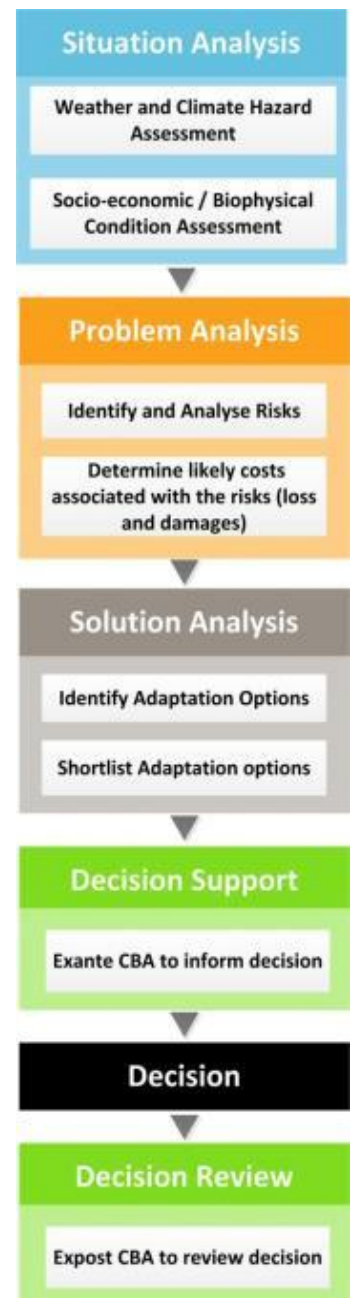 Situation Analysis
Weather and Climate Hazard
Assessment
Socio-economic / Biophysical
Condition Assessment
Problem Analysis
Identify and Analyse Risks
Determine likely costs
associated with the risks (loss
and damages)
Solution Analysis
Identify Adaptation Options
Shortlist Adaptation options
Decision Support
Exante CBA to inform decision
Decision
Decision Review
Expost CBA to review decision